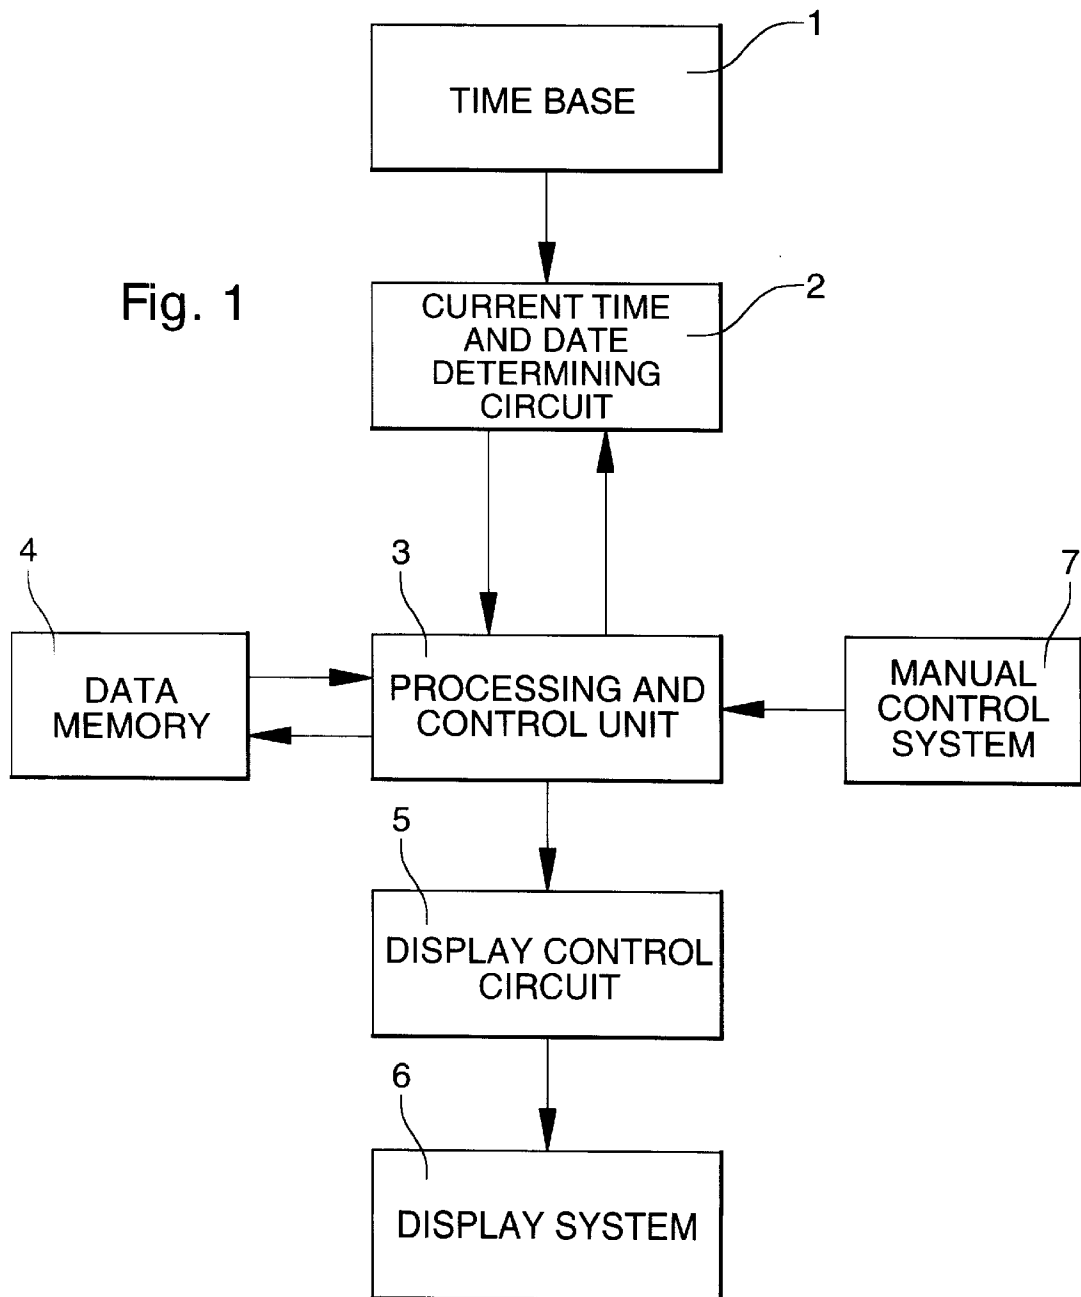 1
TIME BASE
Fig. 1
2
CURRENT TIME
AND DATE
DETERMINING
CIRCUIT
4
DATA
MEMORY
3
PROCESSING AND
CONTROL UNIT
7
MANUAL
CONTROL
SYSTEM
5
DISPLAY CONTROL
CIRCUIT
6
DISPLAY SYSTEM